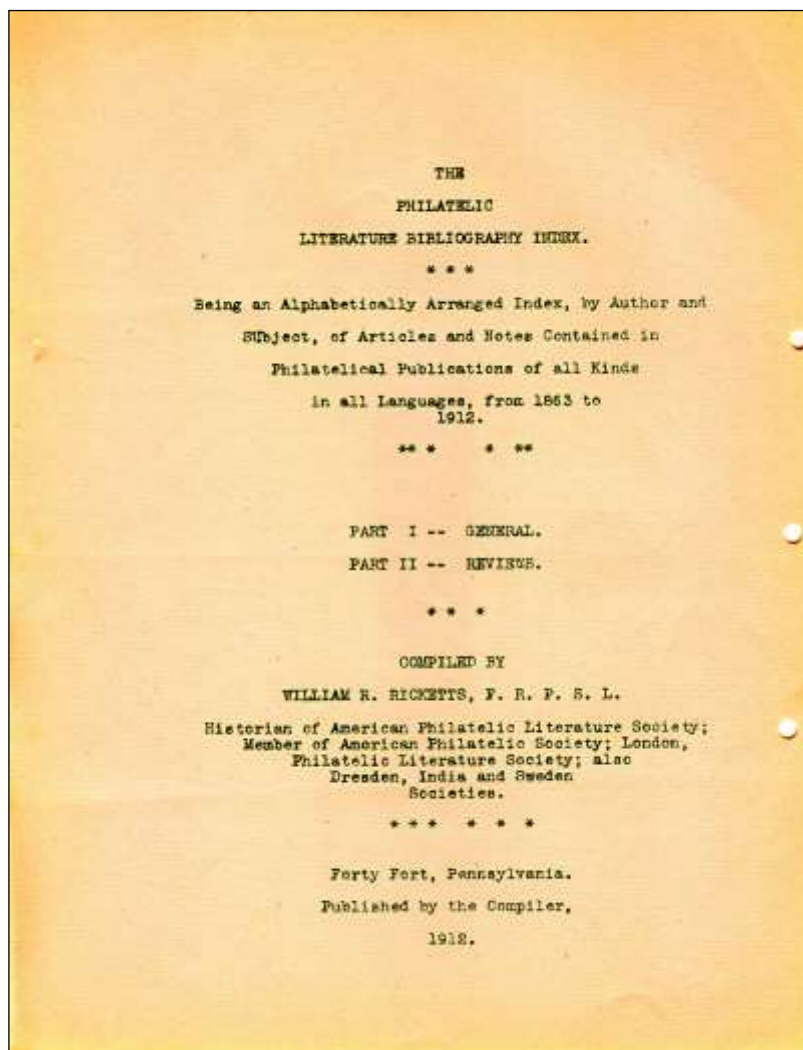 THE
PHILATELIC
LITERATURE BIBLIOGRAPHY INDEX.
* * *
Being an Alphabetically Arranged Index, by Author and
SUbject, of Articles and Notes Contained in
Philatelical Publications of all Kinds
in all Languages, from 1863 to
1912.
** * * **
PART I -- GENERAL.
PART II -- REVIEWS.
** *
COMPILED BY
WILLIAM R. RICKETTS, F. R. P. S. L.
Historian of American Philatelic Literature Society;
Member of American Philatelic Society; London,
Philatelic Literature Society; also
Dresden, India and Sweden
Societies.
*** * * *
Forty Fort, Pennsylvania.
Published by the Compiler,
1912.